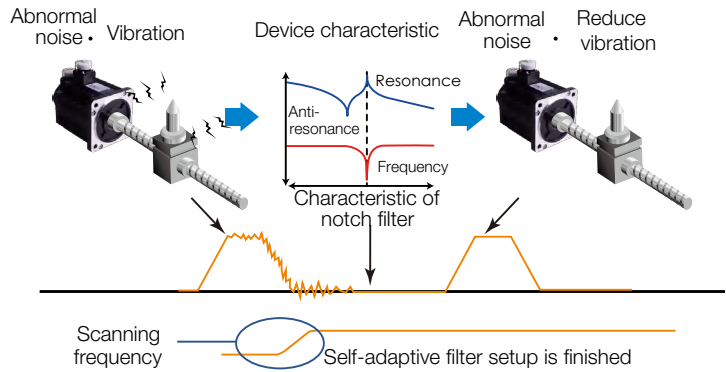 Abnormal
noise・ Vibration
Device characteristic
Abnormal
noise
・ Reduce
vibration
Resonance
Anti-
resonance
Frequency
Characteristic of
notch filter
Scanning
frequency
Self-adaptive filter setup is finished